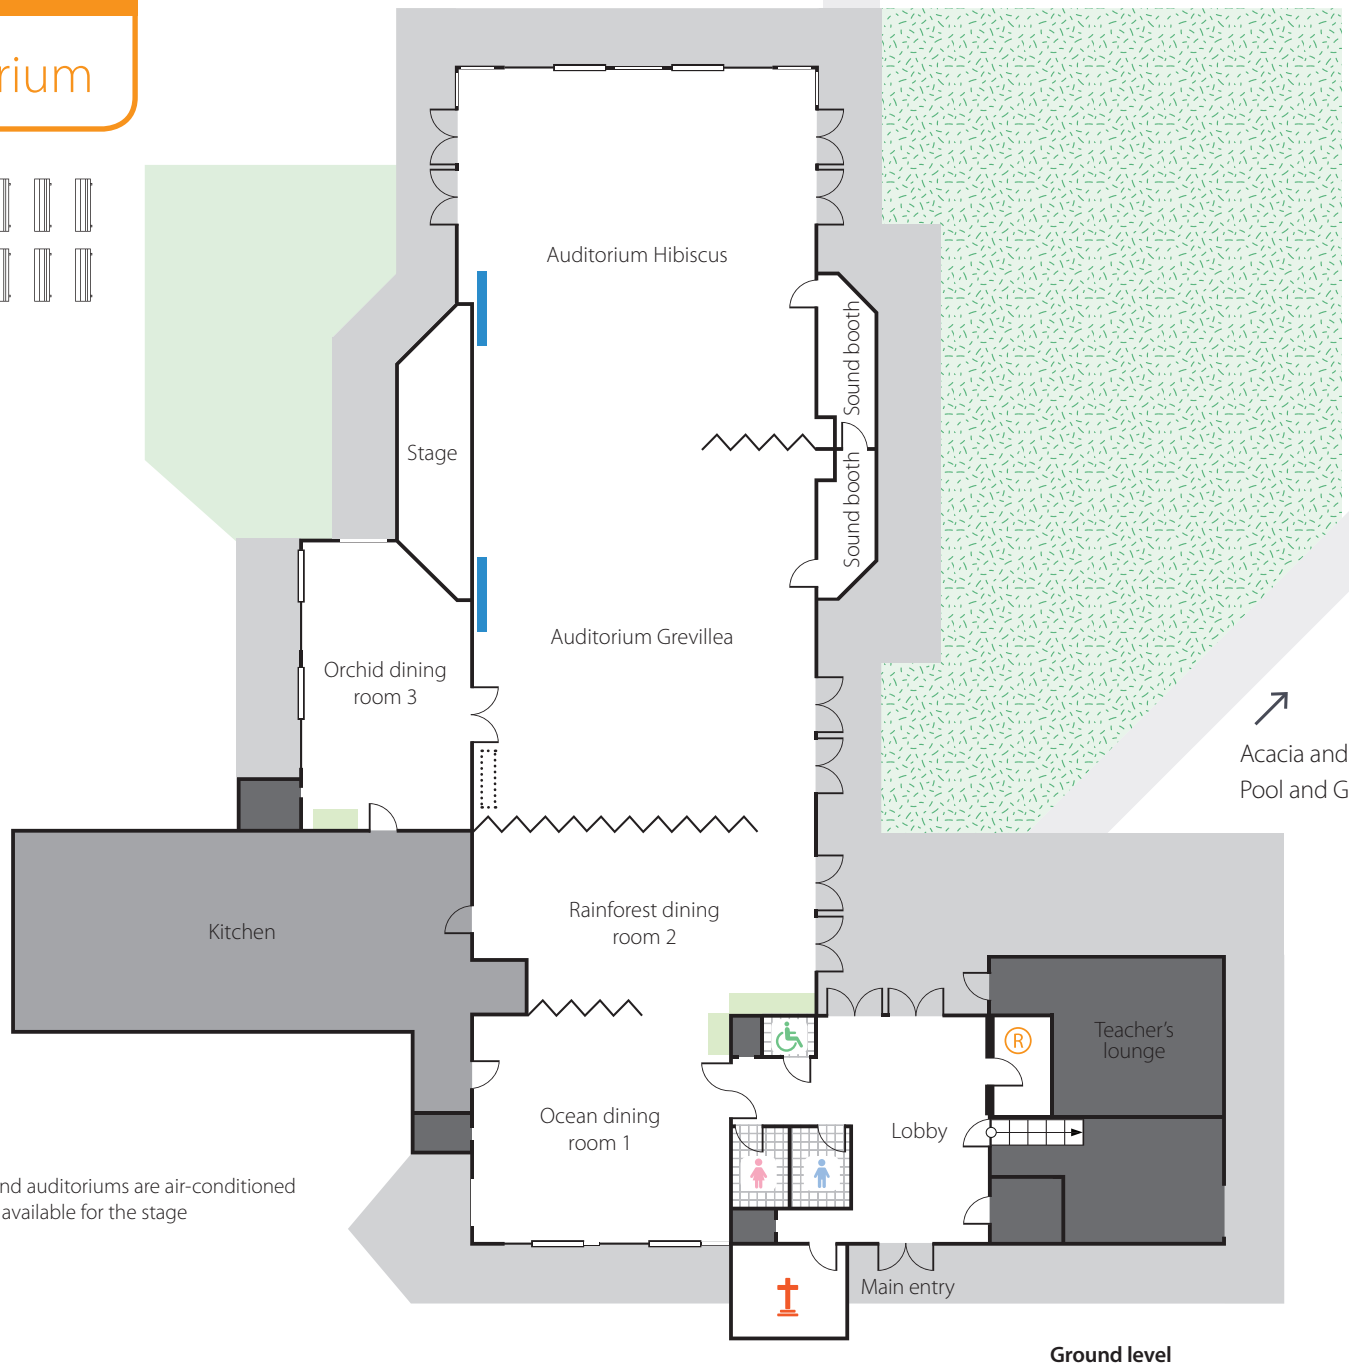 rium
Auditorium Hibiscus
Sound booth
Stage
Sound booth
Auditorium Grevillea
Orchid dining
room 3
Acacia and
Pool and G
Rainforest dining
room 2
Kitchen
Teacher's
lounge
R
Ocean dining
room 1
Lobby
nd auditoriums are air-conditioned
available for the stage
Main entry
Ground level